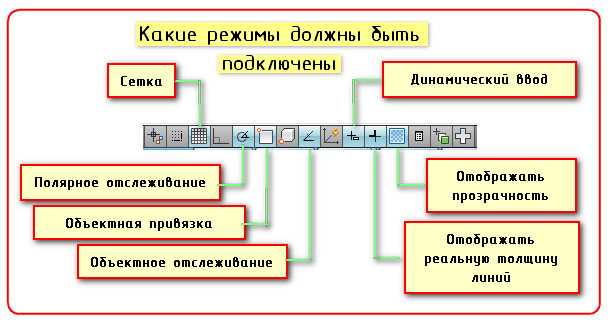 Какие режимы должны быть
подключены
Сетка
Динамический ввод
Полярное отслеживание
Объектная привязка
Объектное отслеживание
Отображать
прозрачность
Отображать
реальную толщину
линий